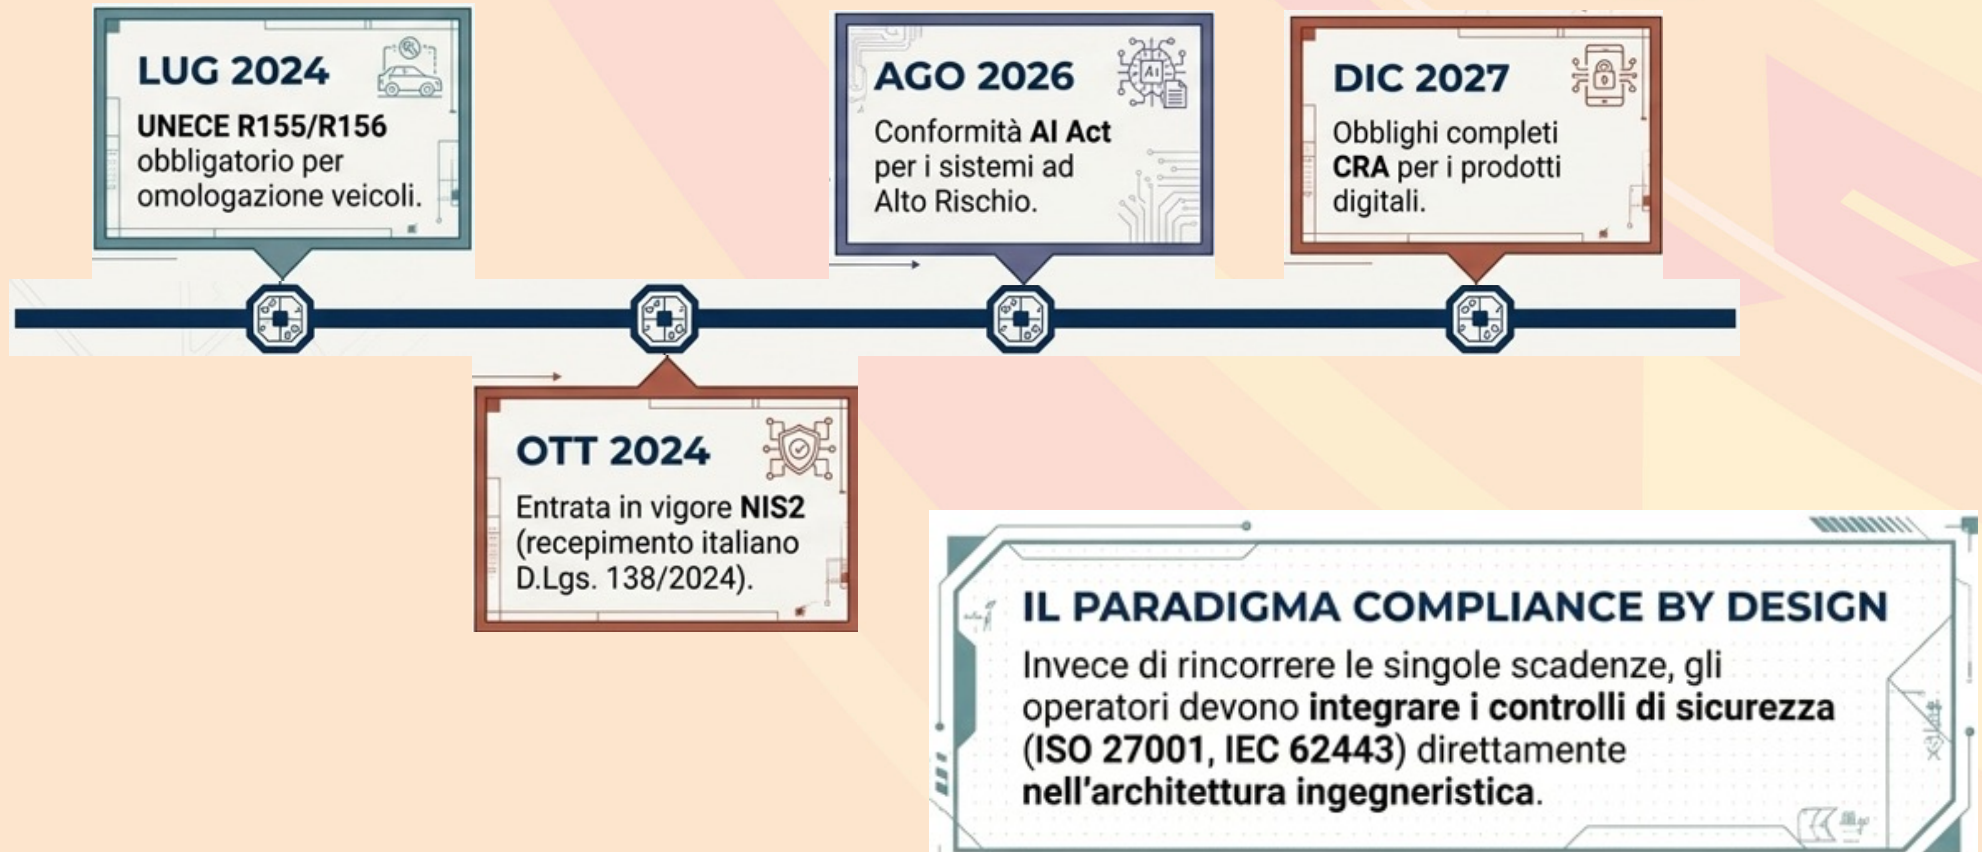 LUG 2024
UNECE R155/R156
obbligatorio per
omologazione veicoli.
OTT 2024
Entrata in vigore NIS2
(recepimento italiano
D.Lgs. 138/2024).
AGO 2026
AI
Conformità AI Act
per i sistemi ad
Alto Rischio.
DIC 2027
Obblighi completi
CRA per i prodotti
digitali.
IL PARADIGMA COMPLIANCE BY DESIGN
Invece di rincorrere le singole scadenze, gli
operatori devono integrare i controlli di sicurezza
(ISO 27001, IEC 62443) direttamente
nell'architettura ingegneristica.